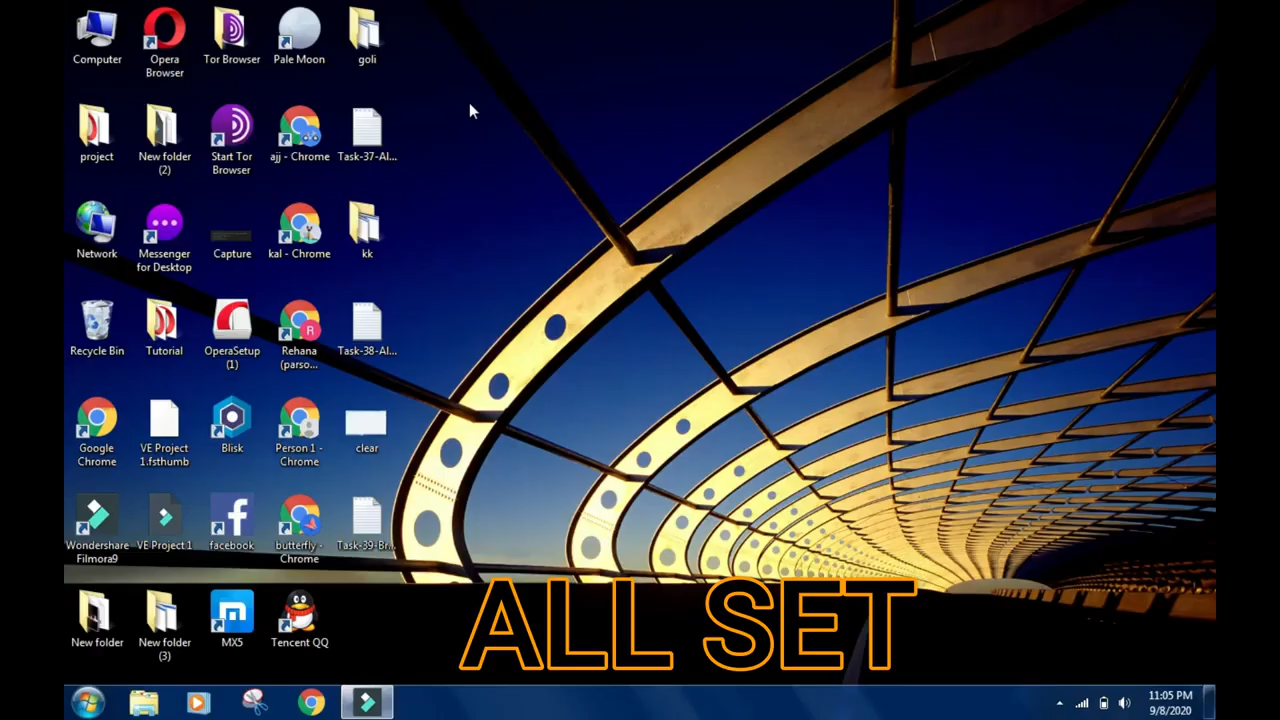 Computer
Opera
Browser
Tor Browser
Pale Moon
goli
project
New folder
(2)
Start Tor
Browser
ajj - Chrome
Task-37-Al...
Network
Messenger
for Desktop
Capture
kal - Chrome
kk
Recycle Bin
Tutorial
OperaSetup
(1)
R
Rehana
(parso...
Task-38-Al...
Google
Chrome
VE Project
1.fsthumb
Blisk
Person 1 -
Chrome
clear
Wondershare
Filmora9
VE Project 1
facebook
butterfly -
Chrome
Task-39-Br...
New folder
New folder
(3)
MX5
Tencent QQ
ALL SET
11:05 PM
9/8/2020